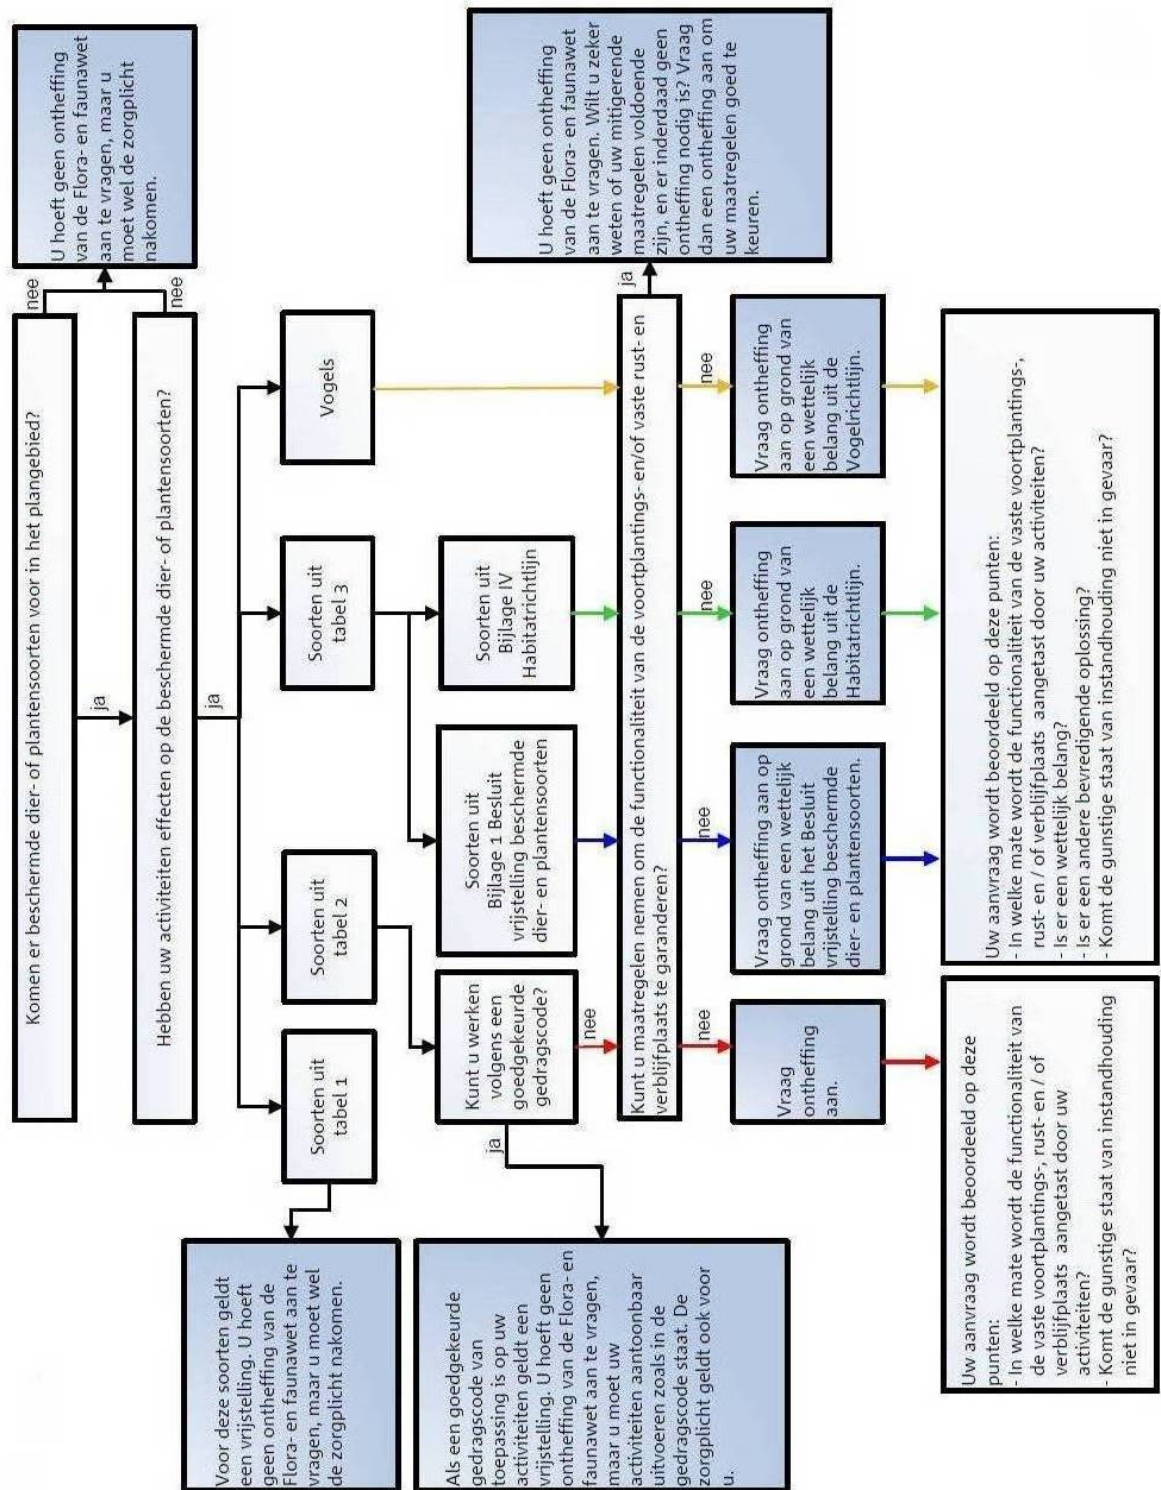 Komen er beschermde dier- of plantensoorten voor in het plangebied?
nee
U hoeft geen ontheffing
van de Flora- en faunawet
aan te vragen, maar u
moet wel de zorgplicht
nakomen.
ja
Hebben uw activiteiten effecten op de beschermde dier- of plantensoorten?
nee
ja
Voor deze soorten geldt
een vrijstelling. U hoeft
geen ontheffing van de
Flora- en faunawet aan te
vragen, maar u moet wel
de zorgplicht nakomen.
Soorten uit
tabel 1
Soorten uit
tabel 2
Soorten uit
tabel 3
Vogels
Als een goedgekeurde
gedragscode van
toepassing is op uw
activiteiten geldt een
vrijstelling. U hoeft geen
ontheffing van de Flora- en
faunawet aan te vragen,
maar u moet uw
activiteiten aantoonbaar
uitvoeren zoals in de
gedragscode staat. De
zorgplicht geldt ook voor
u.
ja
Kunt u werken
volgens een
goedgekeurde
gedragscode?
nee
Soorten uit
Bijlage 1 Besluit
vrijstelling beschermde
dier- en plantensoorten
Soorten uit
Bijlage IV
Habitatrichtlijn
Kunt u maatregelen nemen om de functionaliteit van de voortplantings- en/of vaste rust- en
verblijfplaats te garanderen?
ja
U hoeft geen ontheffing
van de Flora- en faunawet
aan te vragen. Wilt u zeker
weten of uw mitigerende
maatregelen voldoende
zijn, en er inderdaad geen
ontheffing nodig is? Vraag
dan een ontheffing aan om
uw maatregelen goed te
keuren.
nee
nee
nee
nee
Vraag
ontheffing
aan.
Vraag ontheffing aan op
grond van een wettelijk
belang uit het Besluit
vrijstelling beschermde
dier- en plantensoorten.
Vraag ontheffing
aan op grond van
een wettelijk
belang uit de
Habitatrichtlijn.
Vraag ontheffing
aan op grond van
een wettelijk
belang uit de
Vogelrichtlijn.
Uw aanvraag wordt beoordeeld op deze
punten:
- In welke mate wordt de functionaliteit van
de vaste voortplantings-, rust- en / of
verblijfplaats aangetast door uw
activiteiten?
- Komt de gunstige staat van instandhouding
niet in gevaar?
Uw aanvraag wordt beoordeeld op deze punten:
- In welke mate wordt de functionaliteit van de vaste voortplantings-,
rust- en / of verblijfplaats aangetast door uw activiteiten?
- Is er een wettelijk belang?
- Is er een andere bevredigende oplossing?
- Komt de gunstige staat van instandhouding niet in gevaar?